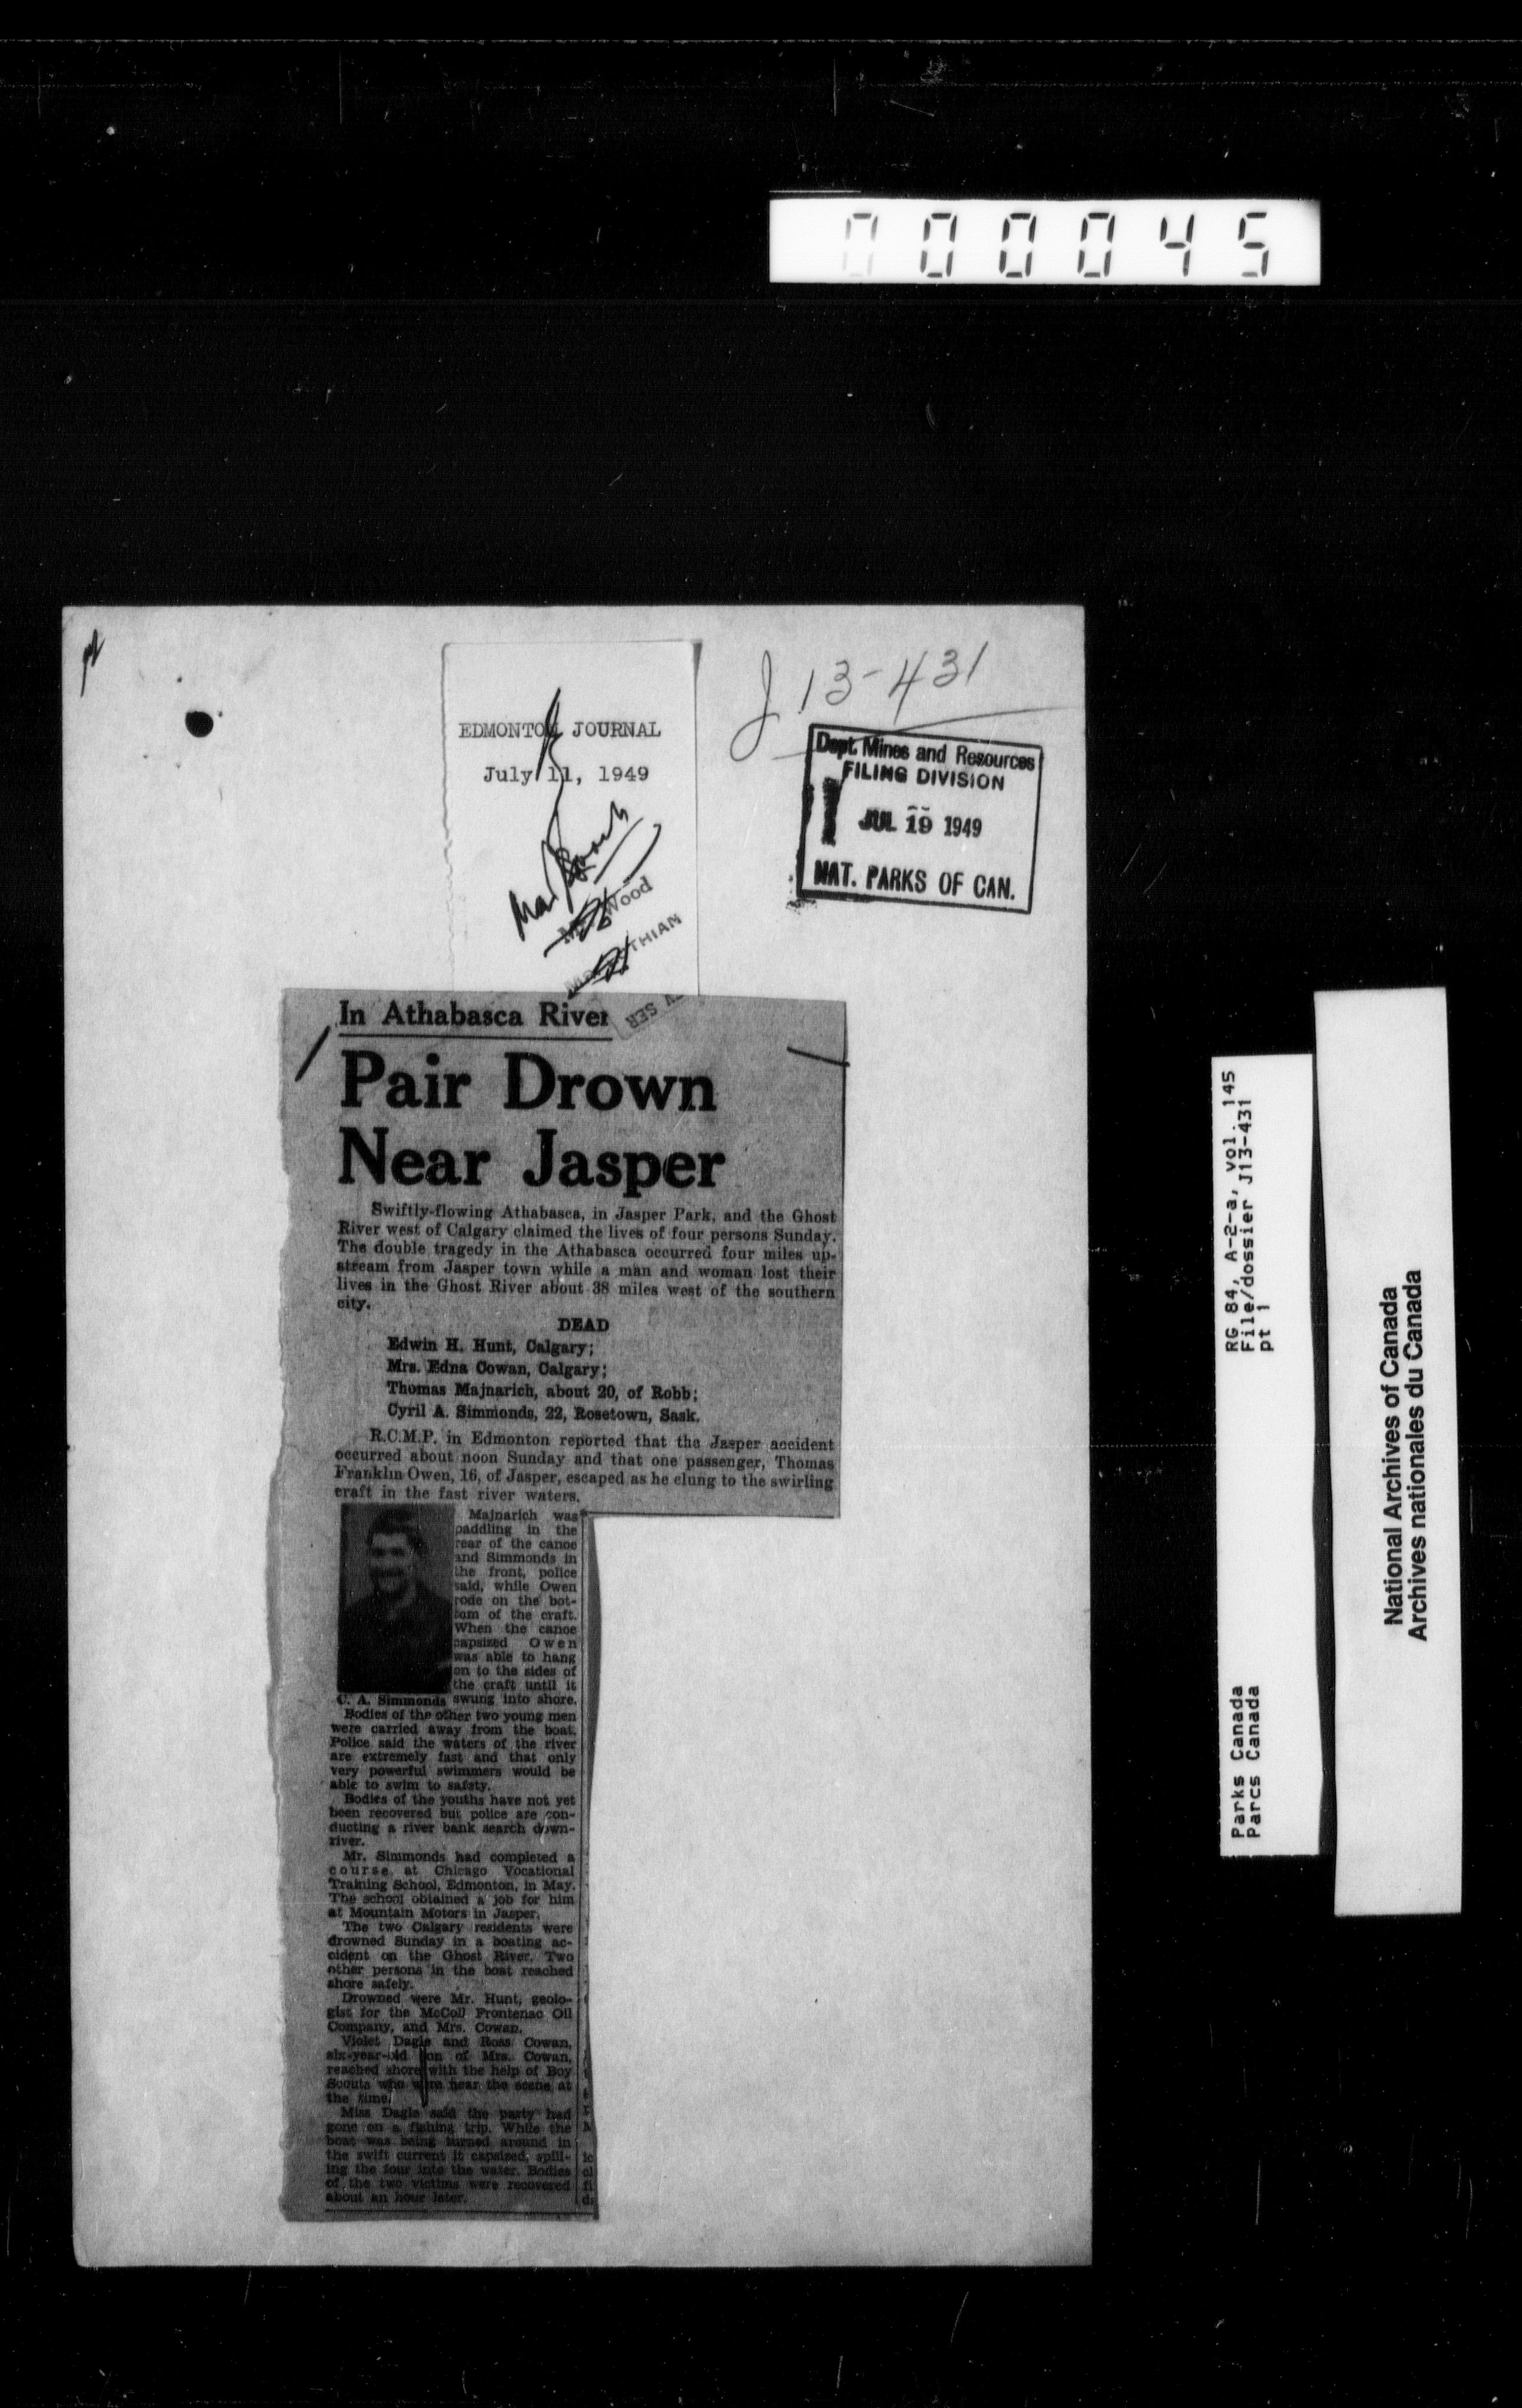 000045
J 13-431
EDMONTON JOURNAL
July 11, 1949
Dept. Mines and Resources
FILING DIVISION
JUL 19 1949
NAT. PARKS OF CAN.
Wood
In Athabasca River
Pair Drown
Near Jasper
Swiftly-flowing Athabasca, in Jasper Park, and the Ghost
River west of Calgary claimed the lives of four persons Sunday.
The double tragedy in the Athabasca occurred four miles up-
stream from Jasper town while a man and woman lost their
lives in the Ghost River about 38 miles west of the southern
city.
DEAD
Edwin H. Hunt, Calgary;
Mrs. Edna Cowan, Calgary;
Thomas Majnarich, about 20, of Robb;
Cyril A. Simmonds, 22, Rosetown, Sask.
R.C.M.P. in Edmonton reported that the Jasper accident
occurred about noon Sunday and that one passenger, Thomas
Franklin Owen, 16, of Jasper, escaped as he clung to the swirling
craft in the fast river waters.
Majnarich was
paddling in the
rear of the canoe
and Simmonds in
the front, police
said, while Owen
rode on the bot-
tom of the craft.
When the canoe
capsized Owen
was able to hang
on to the sides of
the craft until it
swung into shore.
C. A. Simmonds
Bodies of the other two young men
were carried away from the boat.
Police said the waters of the river
are extremely fast and that only
very powerful swimmers would be
able to swim to safety.
Bodies of the youths have not yet
been recovered but police are con-
ducting a river bank search down-
river.
Mr. Simmonds had completed a
course at Chicago Vocational
Training School, Edmonton, in May.
The school obtained a job for him
at Mountain Motors in Jasper.
The two Calgary residents were
drowned Sunday in a boating ac-
cident on the Ghost River. Two
other persons in the boat reached
shore safely.
Drowned were Mr. Hunt, geolo-
gist for the McColl Frontenac Oil
Company, and Mrs. Cowan.
Violet Dagle and Ross Cowan,
six-year-old son of Mrs. Cowan,
reached shore with the help of Boy
Scouts who were near the scene at
the time.
Miss Dagle said the party had
gone on a fishing trip. While the
boat was being turned around in
the swift current it capsized, spill-
ing the four into the water. Bodies
of the two victims were recovered
about an hour later.
RG 84, A-2-a, vol. 145
File/dossier J13-431
pt 1
Parks Canada
Parcs Canada
National Archives of Canada
Archives nationales du Canada